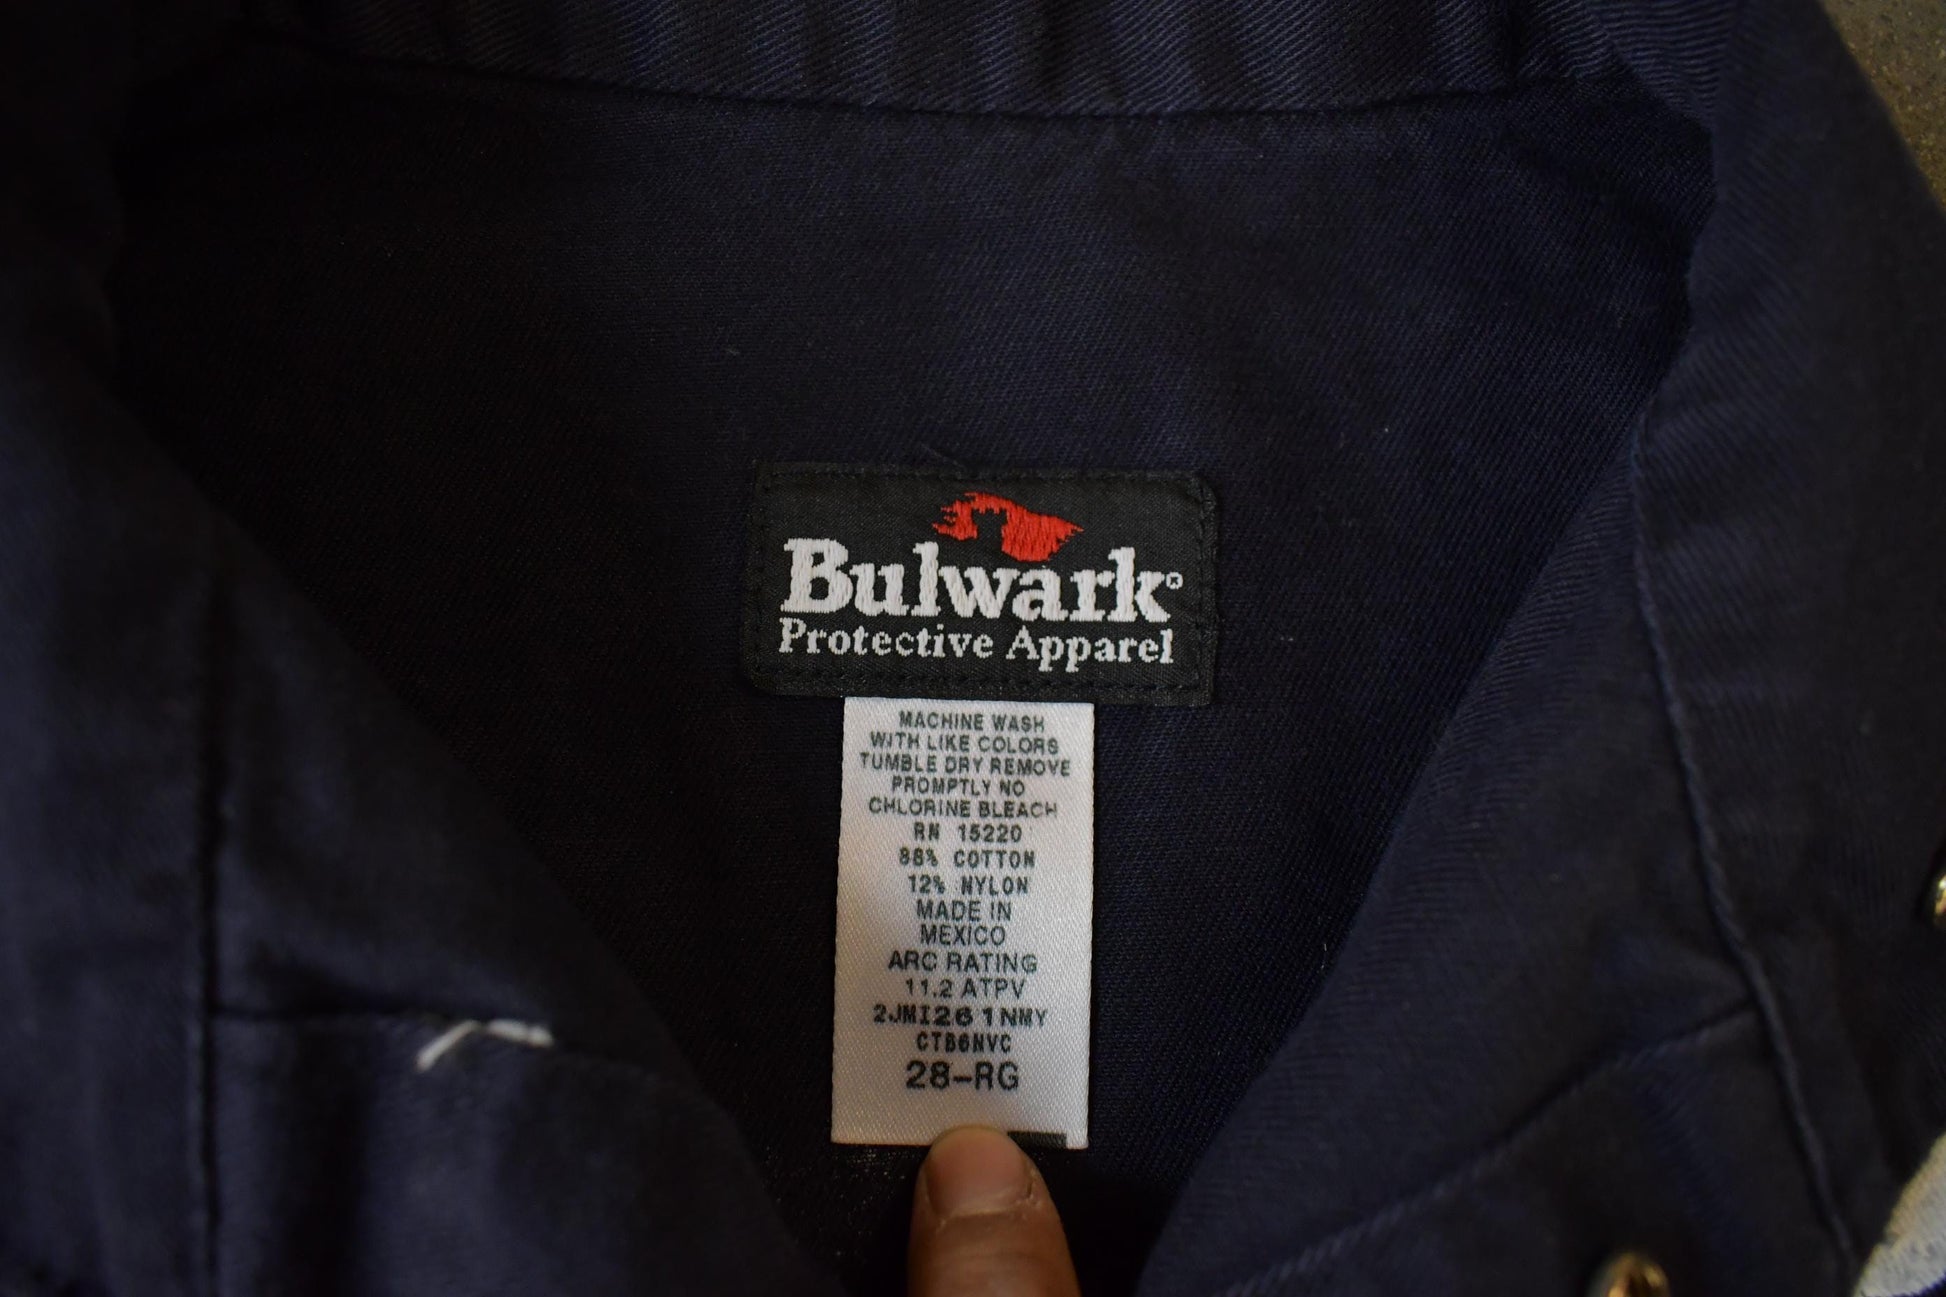 Bulwark®
Protective Apparel
MACHINE WASH
WITH LIKE COLORS
TUMBLE DRY REMOVE
PROMPTLY NO
CHLORINE BLEACH
RN 15220
88% COTTON
12% NYLON
MADE IN
MEXICO
ARC RATING
11.2 ATPV
2JMI261NMY
CTB6NVC
28-RG